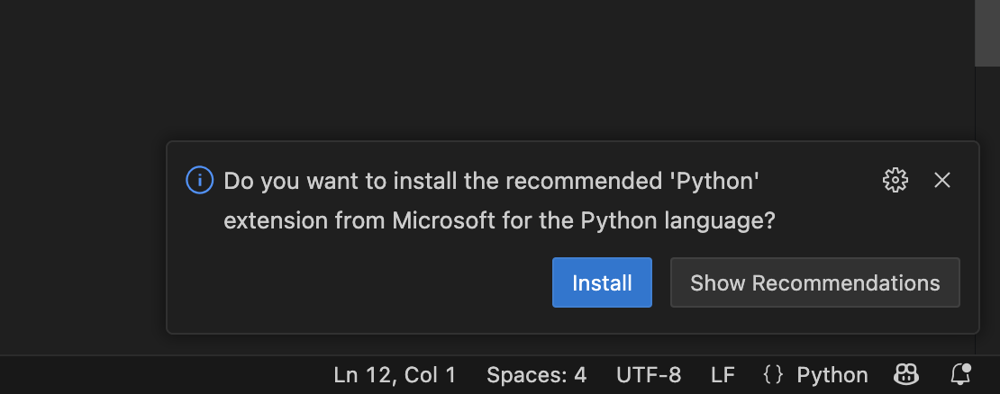 Do you want to install the recommended 'Python'
extension from Microsoft for the Python language?
Install Show Recommendations
Ln 12, Col 1 Spaces: 4 UTF-8 LF {} Python